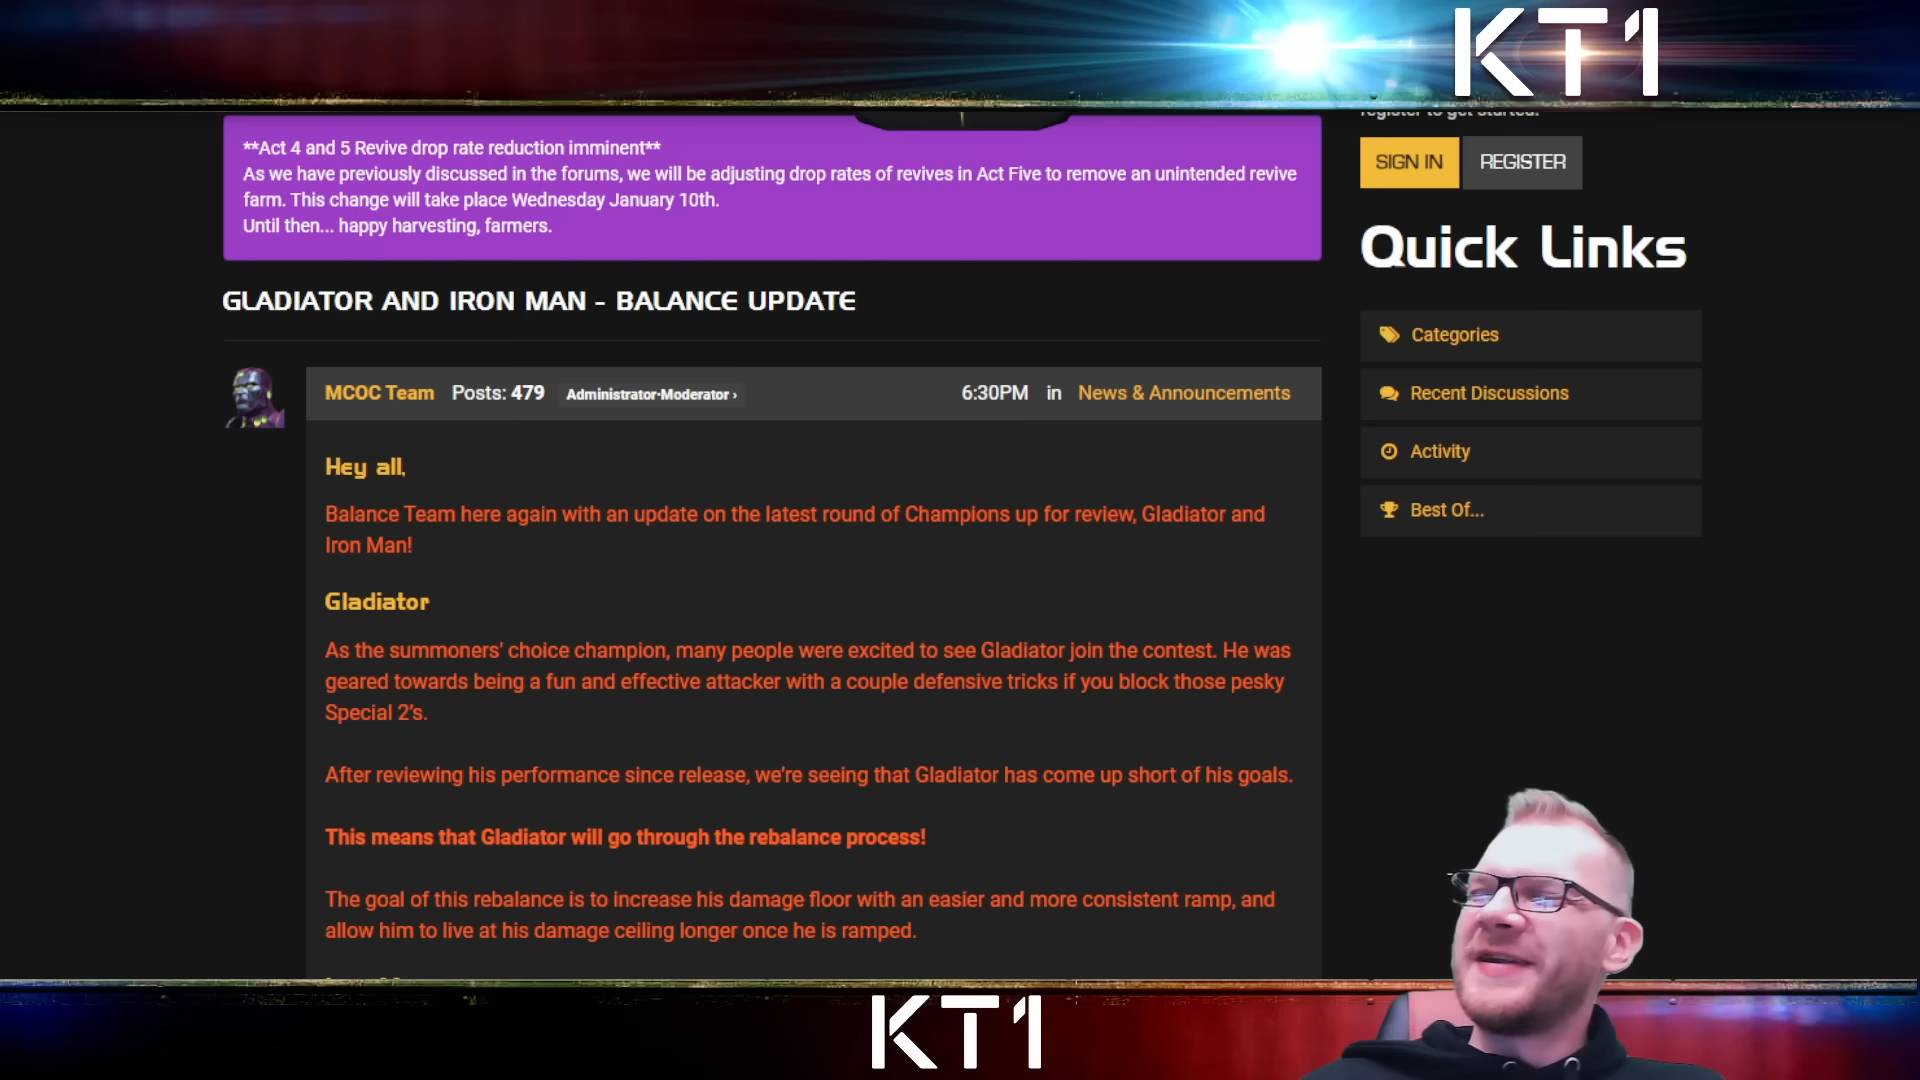 KT1
register to get started.
**Act 4 and 5 Revive drop rate reduction imminent**
As we have previously discussed in the forums, we will be adjusting drop rates of revives in Act Five to remove an unintended revive
farm. This change will take place Wednesday January 10th.
Until then... happy harvesting, farmers.
SIGN IN
REGISTER
GLADIATOR AND IRON MAN - BALANCE UPDATE
MCOC Team Posts: 479 Administrator-Moderator › 6:30PM in News & Announcements
Hey all,
Balance Team here again with an update on the latest round of Champions up for review, Gladiator and
Iron Man!
Gladiator
As the summoners' choice champion, many people were excited to see Gladiator join the contest. He was
geared towards being a fun and effective attacker with a couple defensive tricks if you block those pesky
Special 2’s.
After reviewing his performance since release, we’re seeing that Gladiator has come up short of his goals.
This means that Gladiator will go through the rebalance process!
The goal of this rebalance is to increase his damage floor with an easier and more consistent ramp, and
allow him to live at his damage ceiling longer once he is ramped.
Quick Links
Categories
Recent Discussions
Activity
Best Of...
KT1